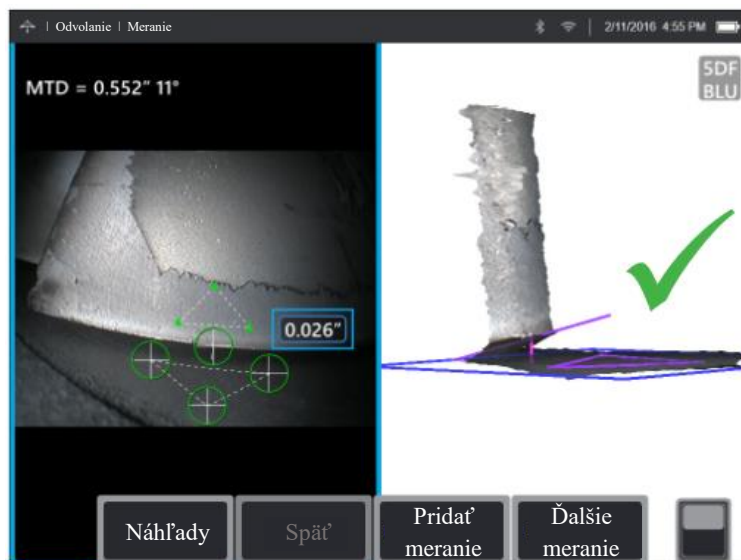 | Odvolanie | Meranie
2/11/2016 4:55 PM
MTD = 0.552" 11°
5DF
BLU
0.026"
Náhľady
Späť
Pridať
meranie
Ďalšie
meranie